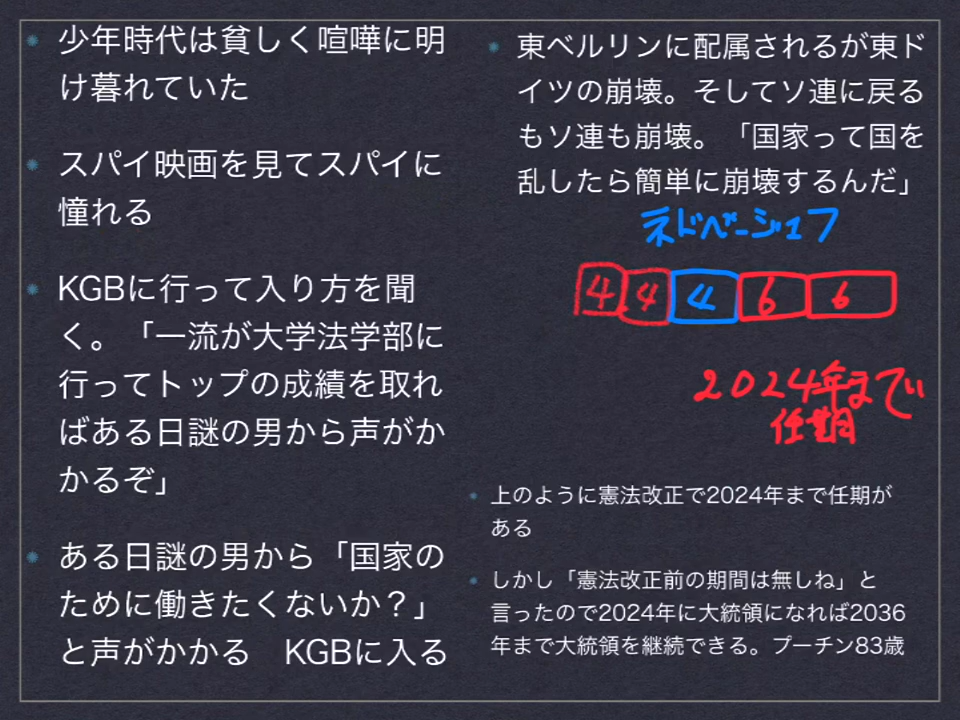 少年時代は貧しく喧嘩に明
け暮れていた
スパイ映画を見てスパイに
憧れる
KGBに行って入り方を聞
く。「一流が大学法学部に
行ってトップの成績を取れ
ばある日謎の男から声がか
かるぞ」
ある日謎の男から「国家の
ために働きたくないか？」
と声がかかる　KGBに入る
東ベルリンに配属されるが東ド
イツの崩壊。そしてソ連に戻る
もソ連も崩壊。「国家って国を
乱したら簡単に崩壊するんだ」
ネドベージェフ
4 4 4 6 6
2024年まで
任期
上のように憲法改正で2024年まで任期が
ある
しかし「憲法改正前の期間は無しね」と
言ったので2024年に大統領になれば2036
年まで大統領を継続できる。プーチン83歳